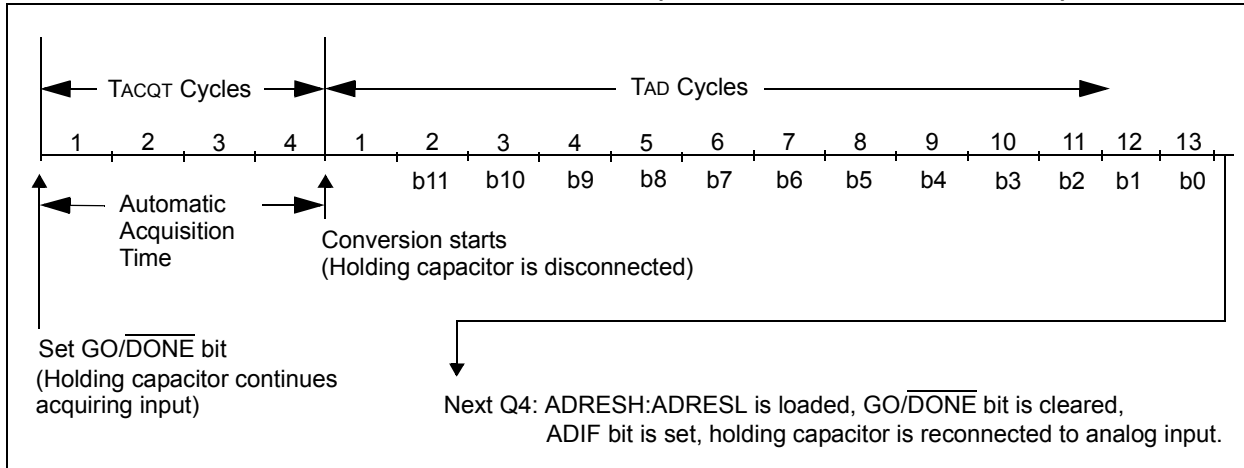 TACQT Cycles TAD Cycles
1 2 3 4 1 2 3 4 5 6 7 8 9 10 11 12 13
b11 b10 b9 b8 b7 b6 b5 b4 b3 b2 b1 b0
Automatic
Acquisition
Time
Conversion starts
(Holding capacitor is disconnected)
Set GO/DONE bit
(Holding capacitor continues
acquiring input)
Next Q4: ADRESH:ADRESL is loaded, GO/DONE bit is cleared,
ADIF bit is set, holding capacitor is reconnected to analog input.